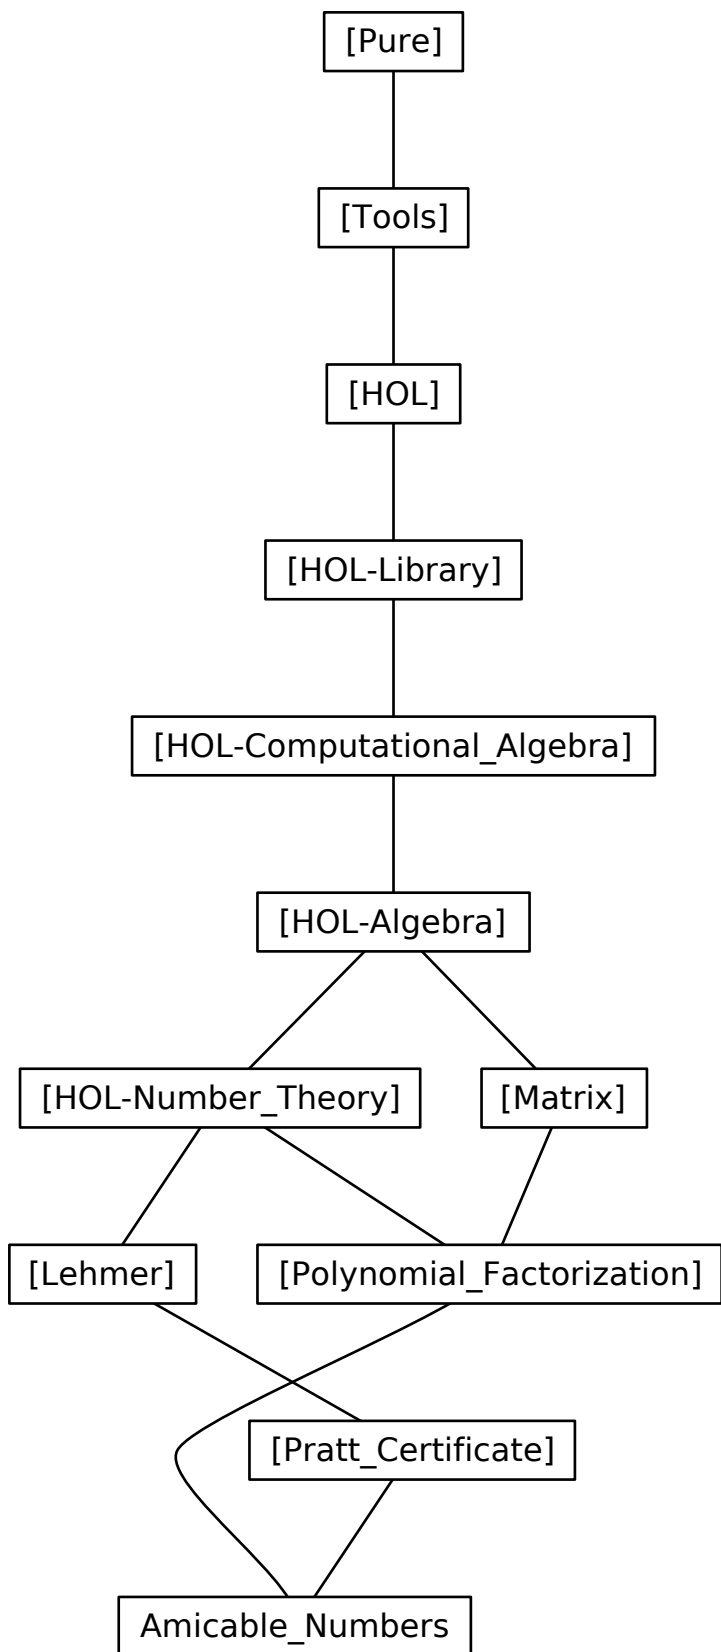 [Pure]
[Tools]
[HOL]
[HOL-Library]
[HOL-Computational_Algebra]
[HOL-Algebra]
[HOL-Number_Theory]
[Matrix]
[Lehmer]
[Polynomial_Factorization]
[Pratt_Certificate]
Amicable_Numbers